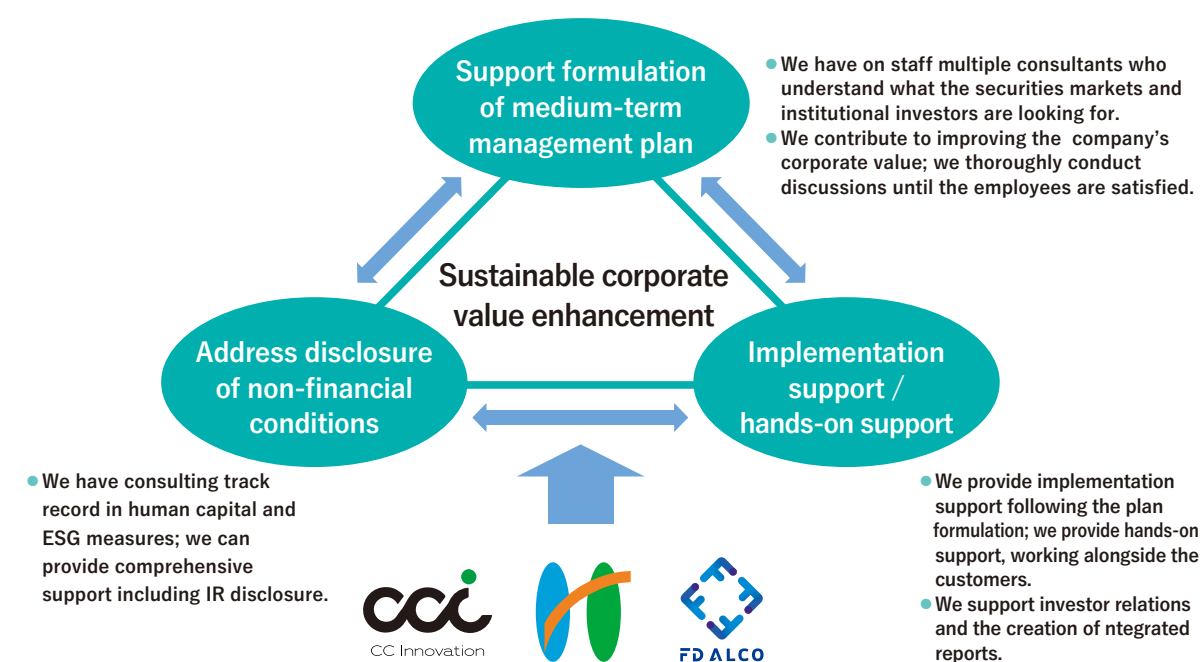 Support formulation
of medium-term
management plan
● We have on staff multiple consultants who
understand what the securities markets and
institutional investors are looking for.
● We contribute to improving the company's
corporate value; we thoroughly conduct
discussions until the employees are satisfied.
Sustainable corporate
value enhancement
Address disclosure
of non-financial
conditions
Implementation
support /
hands-on support
● We have consulting track
record in human capital and
ESG measures; we can
provide comprehensive
support including IR disclosure.
● We provide implementation
support following the plan
formulation; we provide hands-on
support, working alongside the
customers.
● We support investor relations
and the creation of ntegrated
reports.
cci
CC Innovation
FDALCO